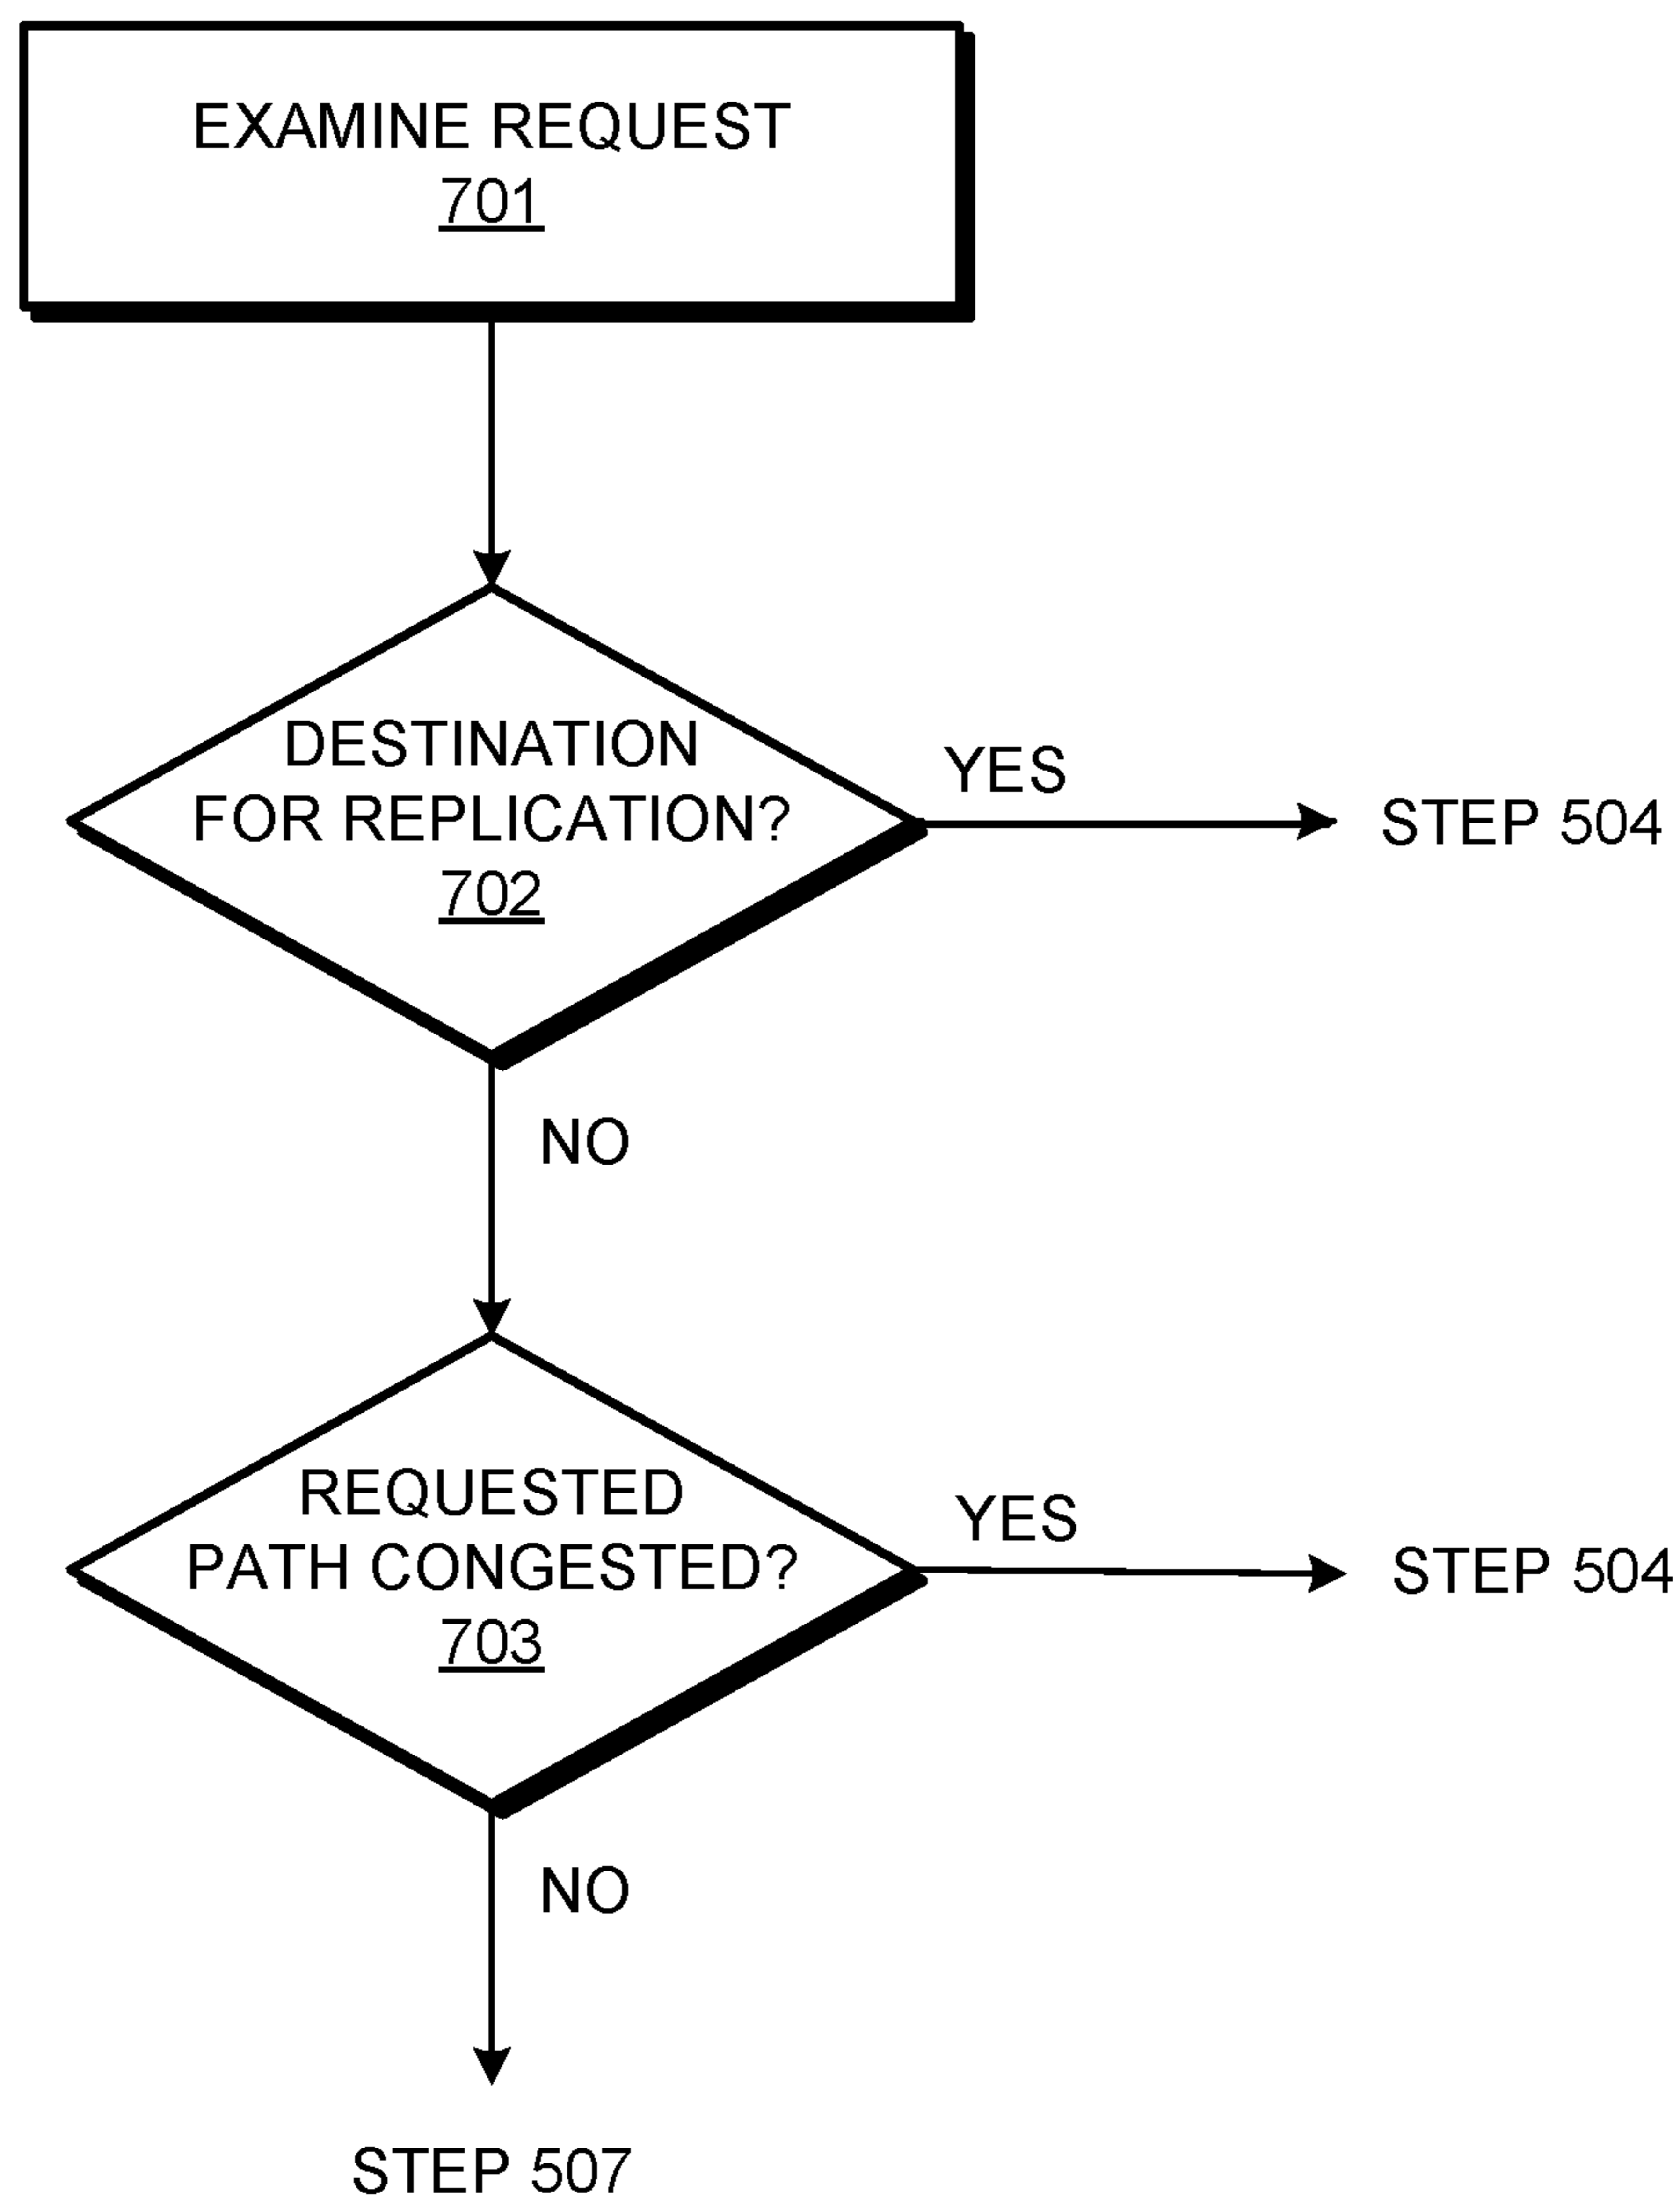 EXAMINE REQUEST
701
DESTINATION
FOR REPLICATION?
702
YES
STEP 504
NO
REQUESTED
PATH CONGESTED?
703
YES
STEP 504
NO
STEP 507